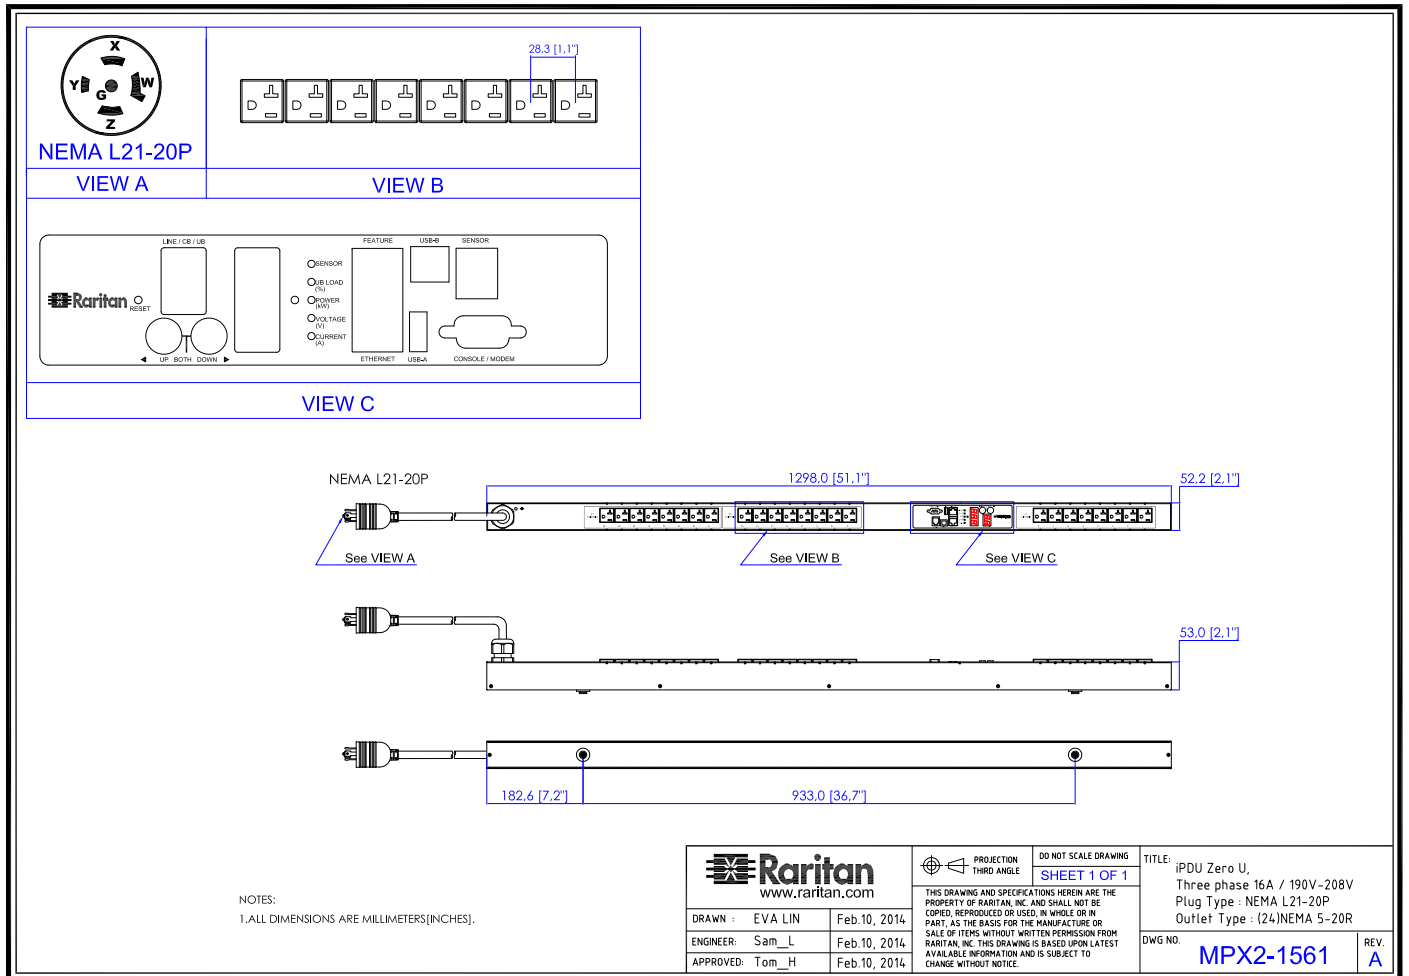 X
Y
W
G
Z
NEMA L21-20P
VIEW A
28,3 [1,1"]
VIEW B
LINE / CB / UB
FEATURE
USB-B
SENSOR
SENSOR
UB LOAD
(%)
POWER
(kW)
VOLTAGE
(V)
CURRENT
(A)
Raritan
RESET
UP BOTH DOWN
ETHERNET
USB-A
CONSOLE / MODEM
VIEW C
NEMA L21-20P
1298,0 [51,1"]
52,2 [2,1"]
See VIEW A
See VIEW B
See VIEW C
53,0 [2,1"]
182,6 [7,2"]
933,0 [36,7"]
NOTES:
1.ALL DIMENSIONS ARE MILLIMETERS[INCHES].
Raritan
www.raritan.com
DRAWN : EVA LIN Feb.10, 2014
ENGINEER: Sam_L Feb.10, 2014
APPROVED: Tom_H Feb.10, 2014
PROJECTION
THIRD ANGLE
DO NOT SCALE DRAWING
SHEET 1 OF 1
THIS DRAWING AND SPECIFICATIONS HEREIN ARE THE
PROPERTY OF RARITAN, INC. AND SHALL NOT BE
COPIED, REPRODUCED OR USED, IN WHOLE OR IN
PART, AS THE BASIS FOR THE MANUFACTURE OR
SALE OF ITEMS WITHOUT WRITTEN PERMISSION FROM
RARITAN, INC. THIS DRAWING IS BASED UPON LATEST
AVAILABLE INFORMATION AND IS SUBJECT TO
CHANGE WITHOUT NOTICE.
TITLE:
iPDU Zero U,
Three phase 16A / 190V-208V
Plug Type : NEMA L21-20P
Outlet Type : (24)NEMA 5-20R
DWG NO.
MPX2-1561
REV.
A